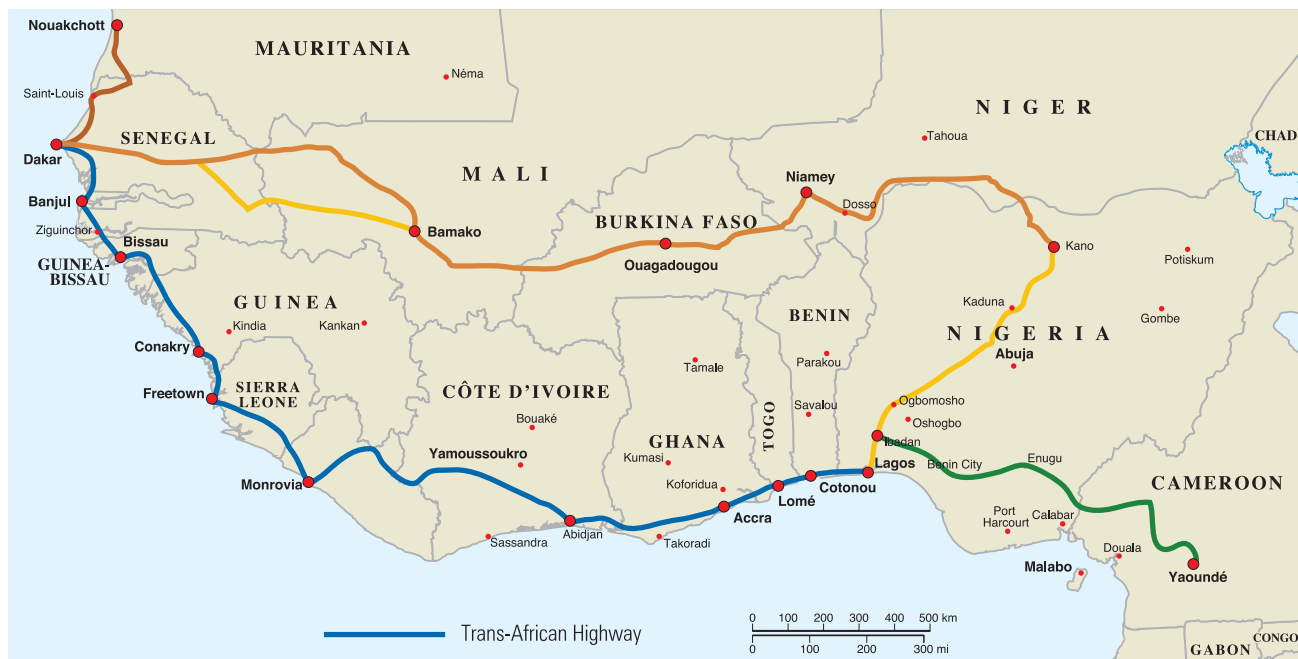 Nouakchott
MAURITANIA
Néma
Saint-Louis
NIGER
Tahoua
CHAD
SENEGAL
Dakar
MALI
Niamey
Dosso
Banjul
BURKINA FASO
Bamako
Ziguinchor
Bissau
Ouagadougou
Kano
Potiskum
GUINEA-
BISSAU
GUINEA
Kindia
Kankan
BENIN
Kaduna
Gombe
NIGERIA
Conakry
Tamale
Parakou
Abuja
SIERRA
LEONE
Freetown
CÔTE D'IVOIRE
Bouaké
Savalou
Ogbomosho
Oshogbo
TOGO
GHANA
Ibadan
Yamoussoukro
Kumasi
Lagos
Benin City
Enugu
Monrovia
Koforidua
Cotonou
CAMEROON
Lomé
Accra
Port
Harcourt
Calabar
Abidjan
Sassandra
Takoradi
Douala
Malabo
Yaoundé
Trans-African Highway
0 100 200 300 400 500 km
0 100 200 300 mi
GABON
CONGO